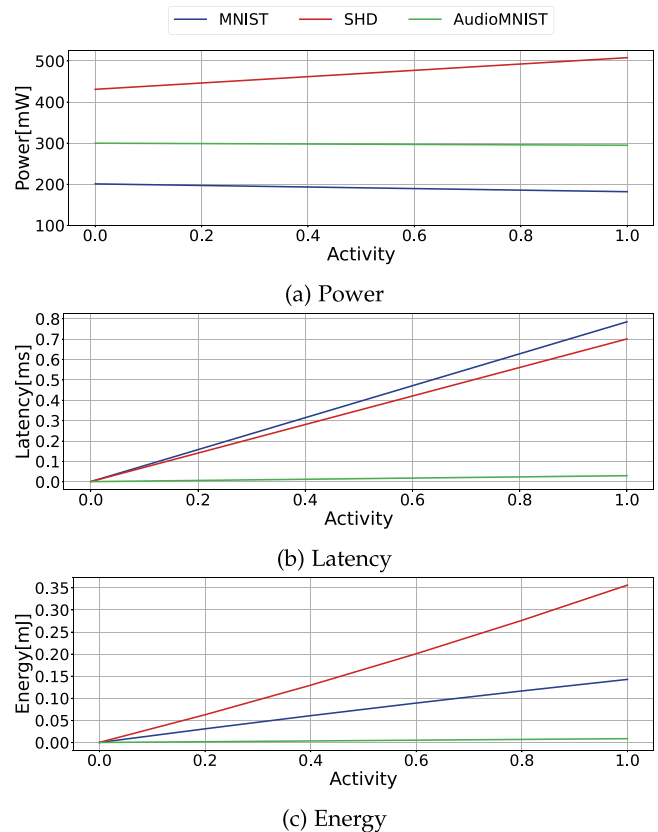 MNIST SHD AudioMNIST
500
400
300
200
100
Power[mW]
0.0 0.2 0.4 0.6 0.8 1.0
Activity
(a) Power
0.8
0.7
0.6
0.5
0.4
0.3
0.2
0.1
0.0
Latency[ms]
0.0 0.2 0.4 0.6 0.8 1.0
Activity
(b) Latency
0.35
0.30
0.25
0.20
0.15
0.10
0.05
0.00
Energy[mJ]
0.0 0.2 0.4 0.6 0.8 1.0
Activity
(c) Energy